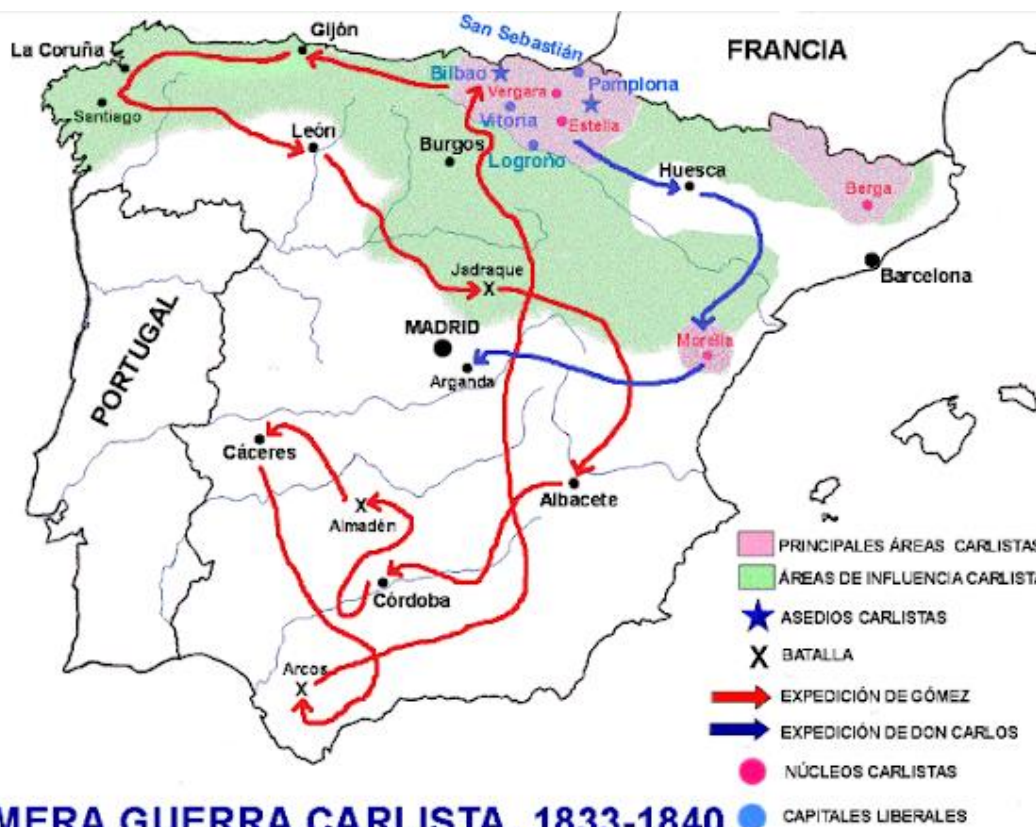 San Sebastián
Gijón
La Coruña
FRANCIA
Bilbao
Pamplona
Vergara
Santiago
Vitoria
Estella
León
Burgos
Logroño
Huesca
Berga
Barcelona
Jadraque
PORTUGAL
MADRID
Morella
Arganda
Cáceres
Albacete
Almadén
Córdoba
Arcos
PRINCIPALES ÁREAS CARLISTAS
ÁREAS DE INFLUENCIA CARLISTA
ASEDIOS CARLISTAS
X BATALLA
EXPEDICIÓN DE GÓMEZ
EXPEDICIÓN DE DON CARLOS
NÚCLEOS CARLISTAS
CAPITALES LIBERALES
MERA GUERRA CARLISTA 1833-1840